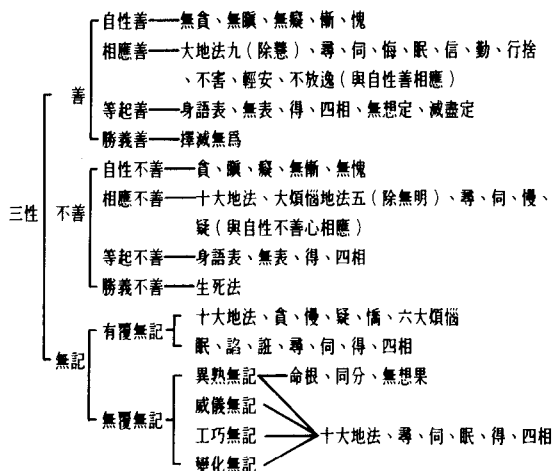 自性善——無貪、無瞋、無癡、慚、愧
相應善——大地法九（除慧）、尋、伺、悔、眠、信、勤、行捨
、不害、輕安、不放逸（與自性善相應）
善
等起善——身語表、無表、得、四相、無想定、滅盡定
勝義善——擇滅無爲
自性不善——貪、瞋、癡、無慚、無愧
相應不善——十大地法、大煩惱地法五（除無明）、尋、伺、慢、
疑（與自性不善心相應）
三性
不善
等起不善——身語表、無表、得、四相
勝義不善——生死法
十大地法、貪、慢、疑、憍、六大煩惱
有覆無記
眠、諂、誑、尋、伺、得、四相
無記
異熟無記——命根、同分、無想果
威儀無記
無覆無記
工巧無記
十大地法、尋、伺、眠、得、四相
變化無記